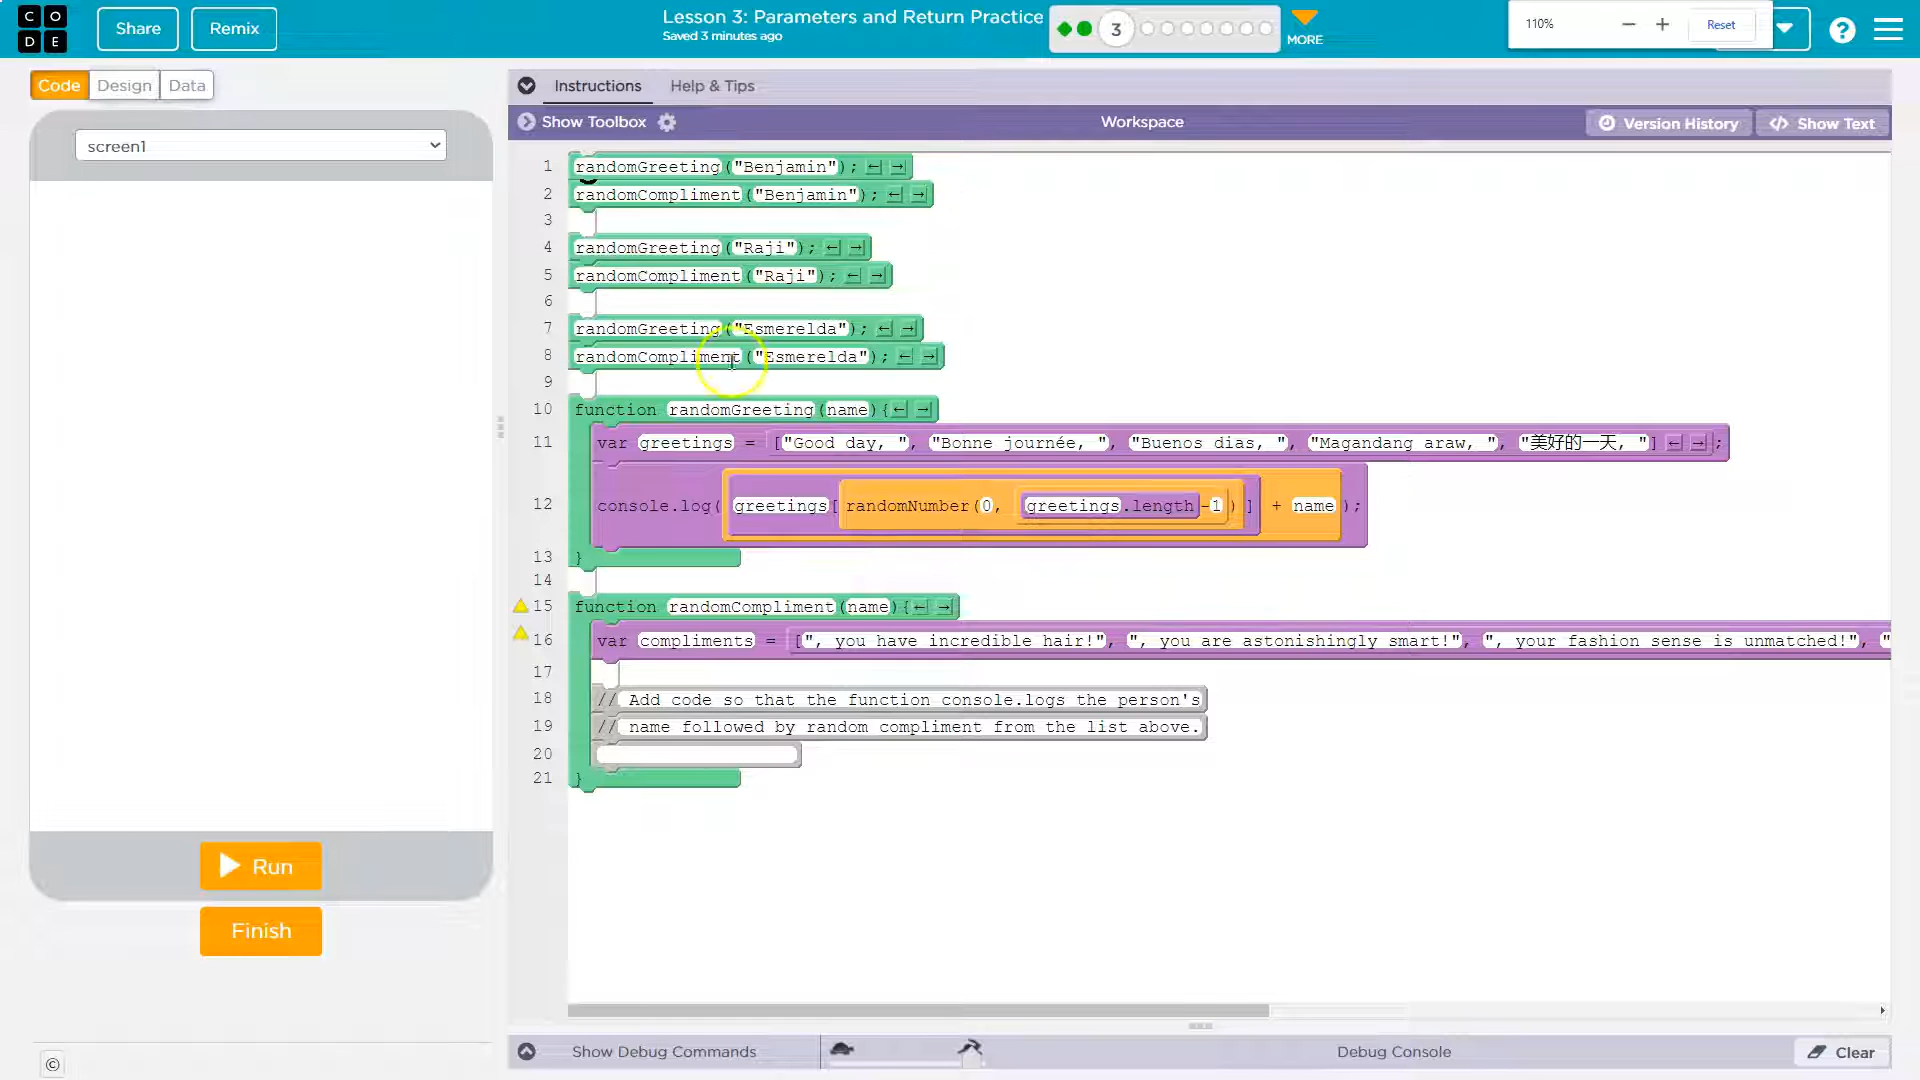 CODE
Share
Remix
Lesson 3: Parameters and Return Practice
Saved 3 minutes ago
3
MORE
110%
Reset
?
Code
Design
Data
Instructions
Help & Tips
Show Toolbox
Workspace
Version History
</> Show Text
screen1
1 randomGreeting("Benjamin");
2 randomCompliment("Benjamin");
3
4 randomGreeting("Raji");
5 randomCompliment("Raji");
6
7 randomGreeting("Esmerelda");
8 randomCompliment("Esmerelda");
9
10 function randomGreeting(name){
11 var greetings = ["Good day, ", "Bonne journée, ", "Buenos dias, ", "Magandang araw, ", "美好的一天, "];
12 console.log(greetings[randomNumber(0, greetings.length-1)] + name);
13 }
14
15 function randomCompliment(name){
16 var compliments = [", you have incredible hair!", ", you are astonishingly smart!", ", your fashion sense is unmatched!", "
17
18 // Add code so that the function console.logs the person's
19 // name followed by random compliment from the list above.
20
21 }
Run
Finish
©
Show Debug Commands
Debug Console
Clear